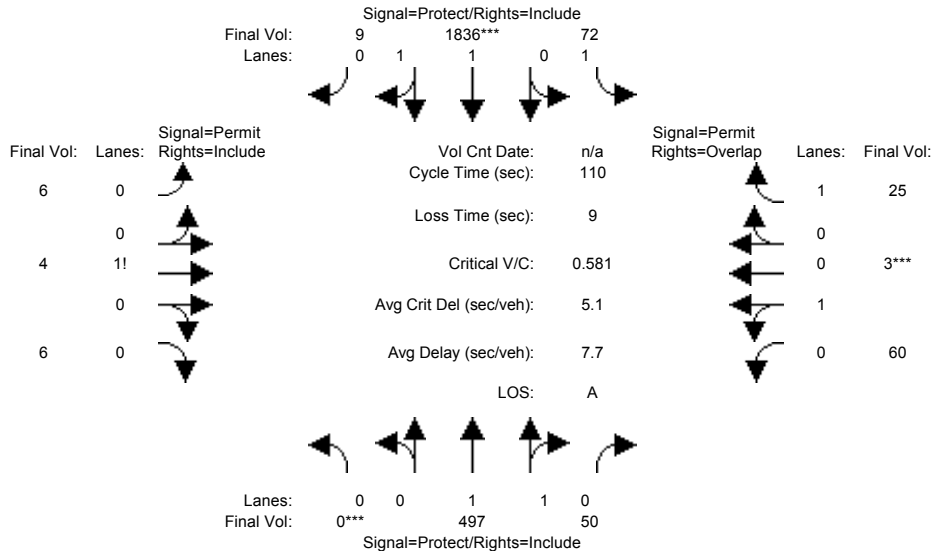 Signal=Protect/Rights=Include
Final Vol: 9 1836*** 72
Lanes: 0 1 1 0 1
Signal=Permit Signal=Permit
Final Vol: Lanes: Rights=Include Vol Cnt Date: n/a Rights=Overlap Lanes: Final Vol:
Cycle Time (sec): 110
6 0 1 25
Loss Time (sec): 9
0 0
4 1! Critical V/C: 0.581 0 3***
0 Avg Crit Del (sec/veh): 5.1 1
6 0 Avg Delay (sec/veh): 7.7 0 60
LOS: A
Lanes: 0 0 1 1 0
Final Vol: 0*** 497 50
Signal=Protect/Rights=Include